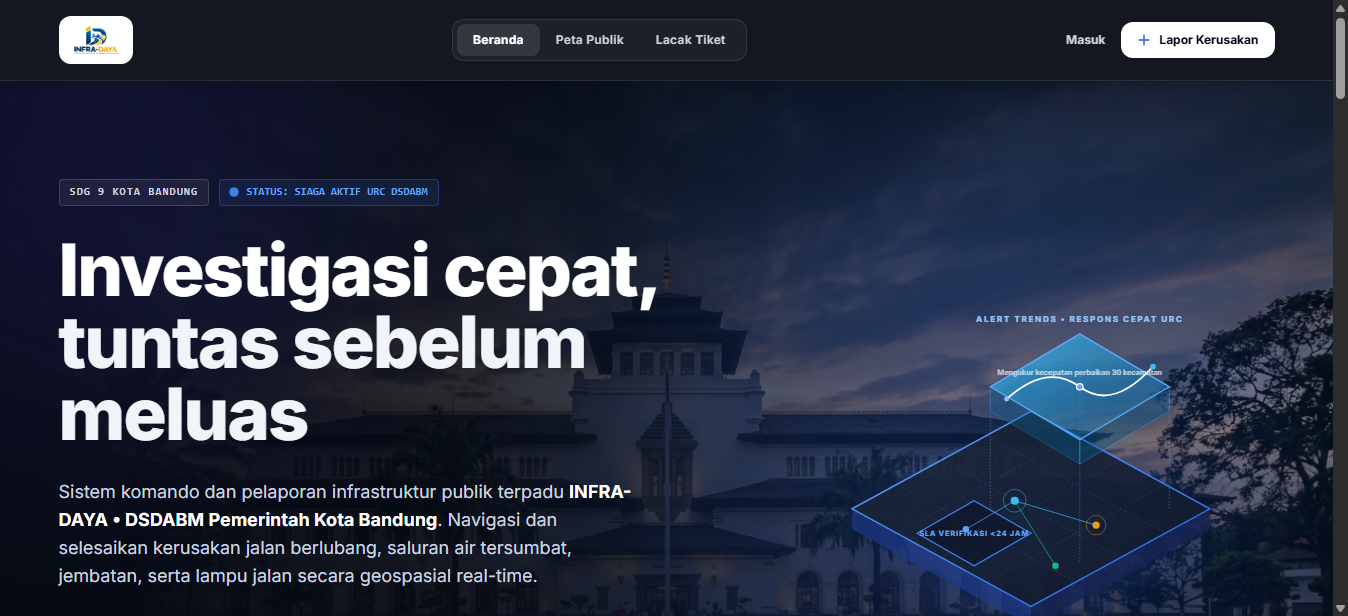 INFRA-DAYA
Beranda
Peta Publik
Lacak Tiket
Masuk
+ Lapor Kerusakan
SDG 9 KOTA BANDUNG
STATUS: SIAGA AKTIF URC DSDABM
Investigasi cepat,
tuntas sebelum
meluas
Sistem komando dan pelaporan infrastruktur publik terpadu INFRA-
DAYA • DSDABM Pemerintah Kota Bandung. Navigasi dan
selesaikan kerusakan jalan berlubang, saluran air tersumbat,
jembatan, serta lampu jalan secara geospasial real-time.
ALERT TRENDS • RESPONS CEPAT URC
Mengukur kecepatan perbaikan 30 kecamatan
SLA VERIFIKASI <24 JAM